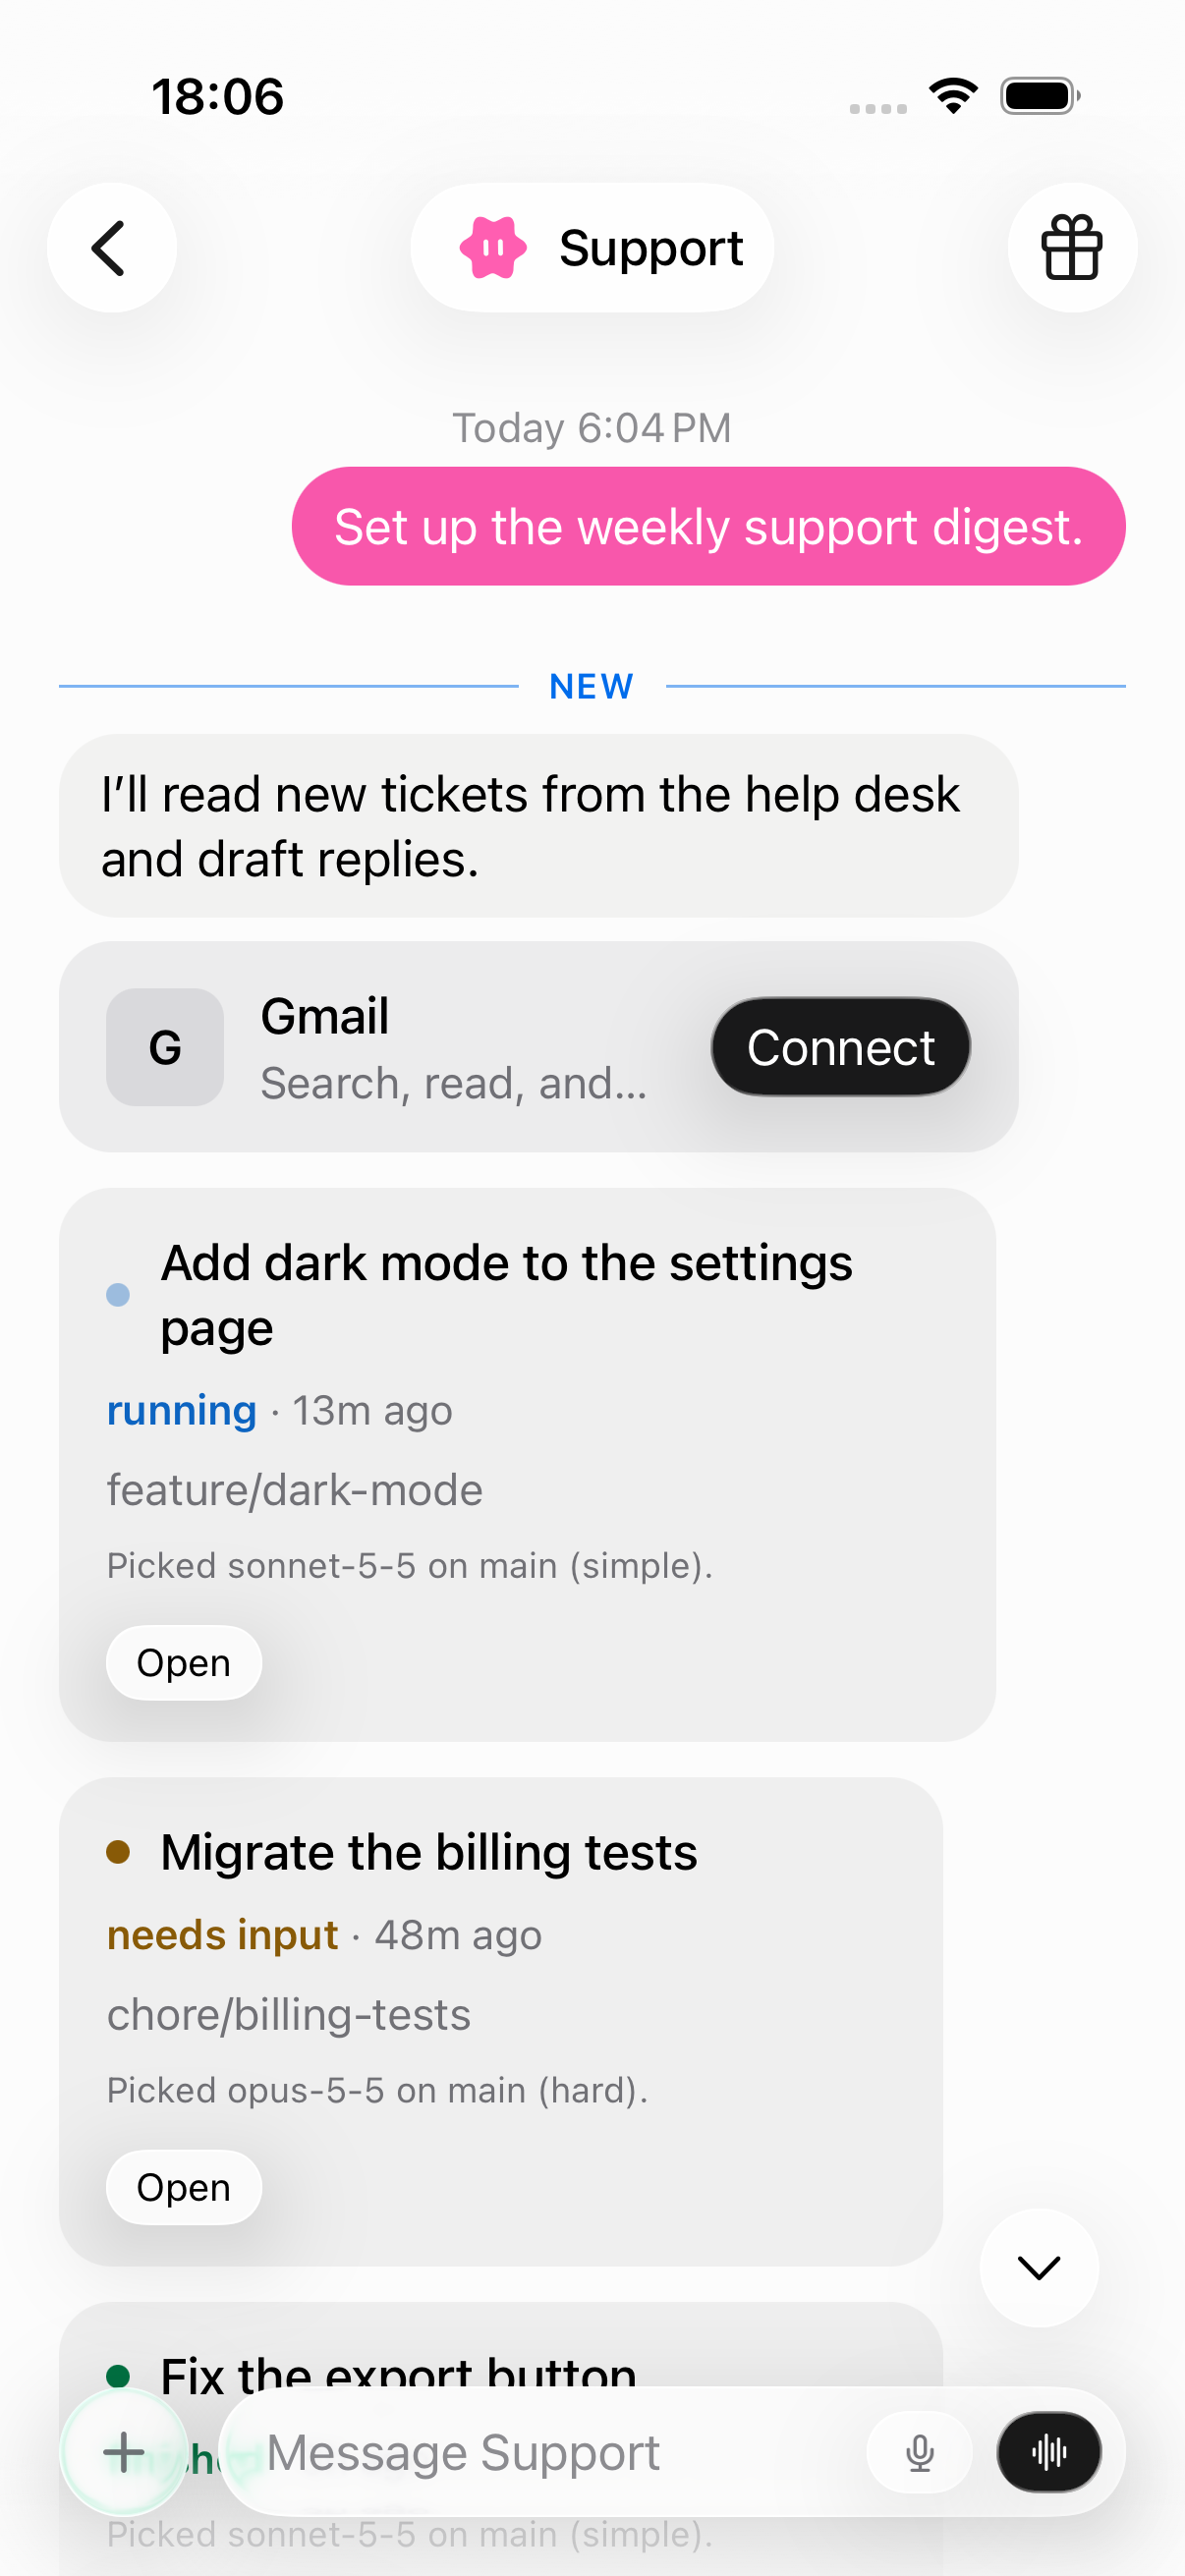 18:06
Support
Today 6:04 PM
Set up the weekly support digest.
NEW
I’ll read new tickets from the help desk
and draft replies.
G
Gmail
Search, read, and...
Connect
Add dark mode to the settings
page
running · 13m ago
feature/dark-mode
Picked sonnet-5-5 on main (simple).
Open
Migrate the billing tests
needs input · 48m ago
chore/billing-tests
Picked opus-5-5 on main (hard).
Open
Fix the export button
Message Support
Picked sonnet-5-5 on main (simple).